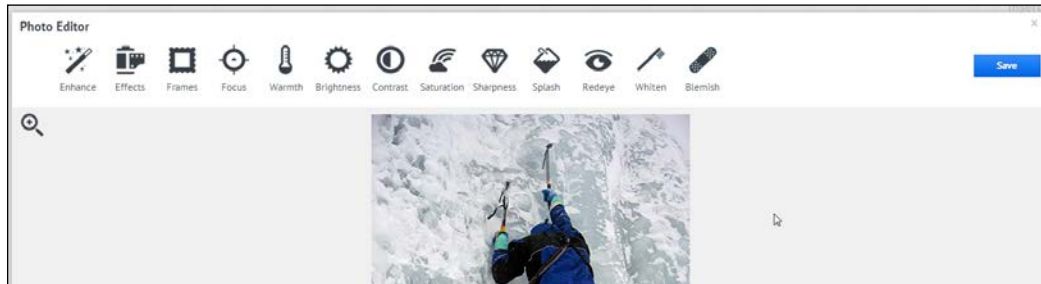 Photo Editor
Enhance Effects Frames Focus Warmth Brightness Contrast Saturation Sharpness Splash Redeye Whiten Blemish
Save